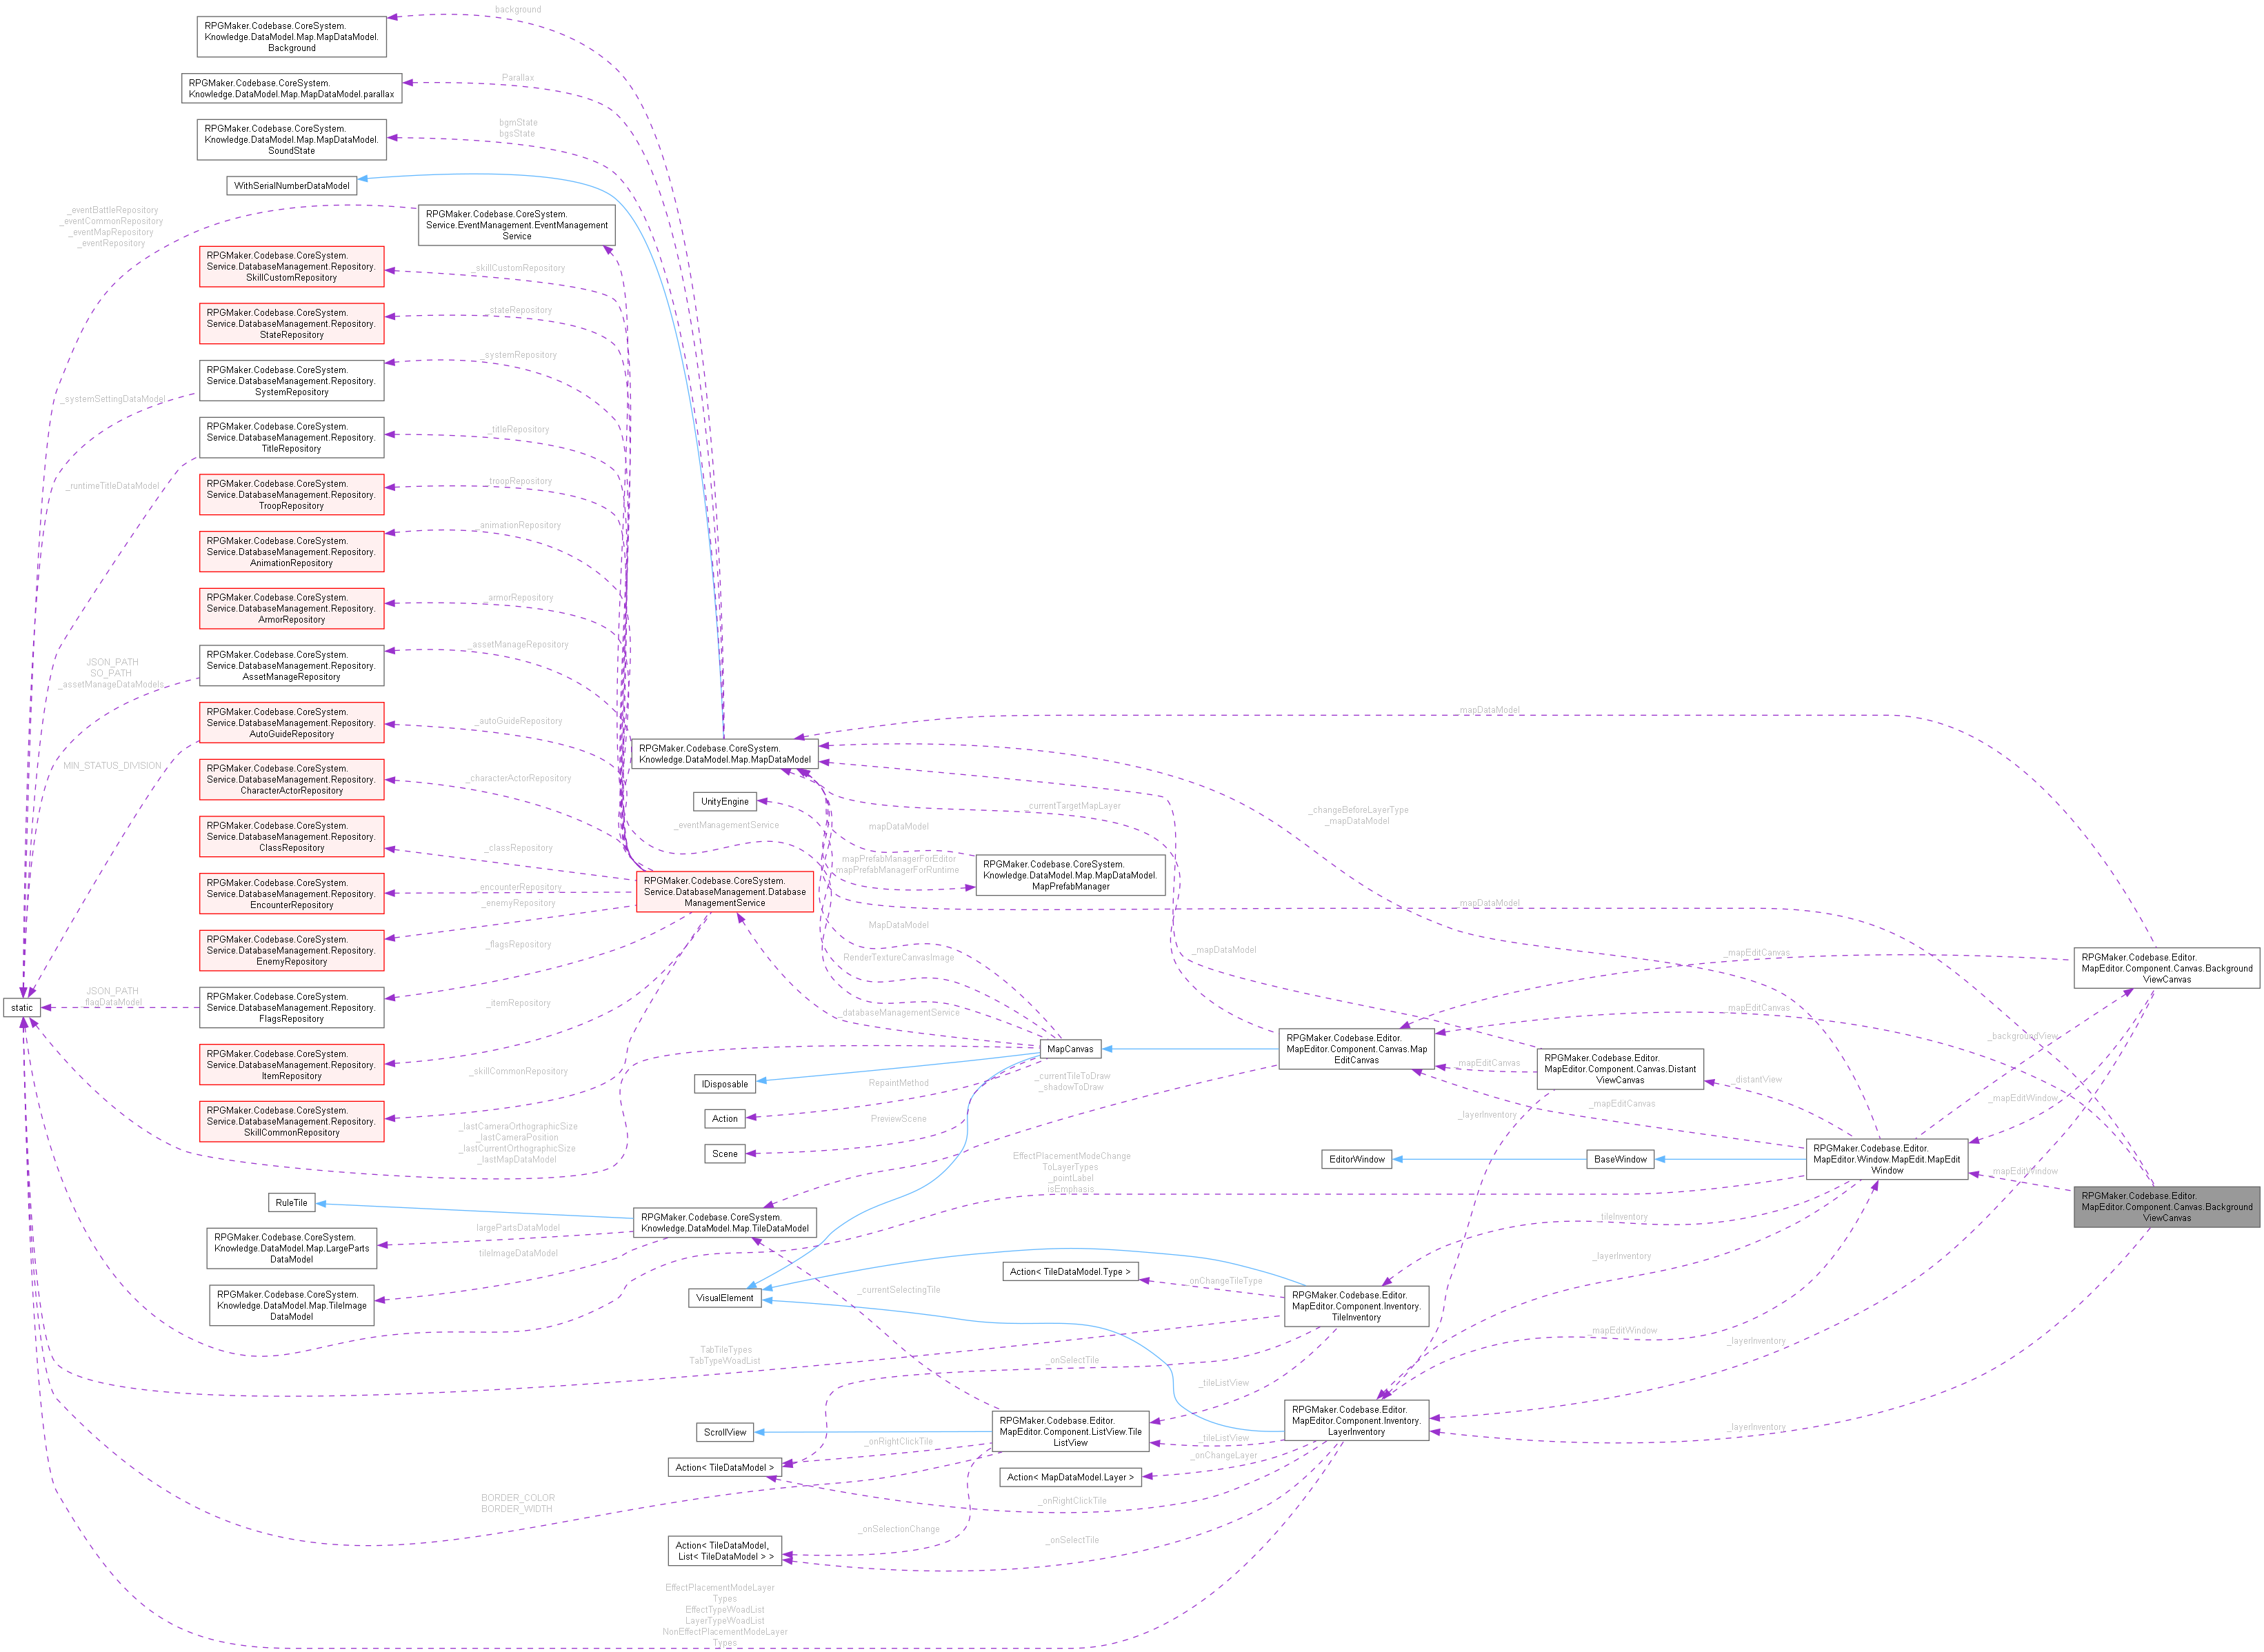 background
RPGMaker.Codebase.CoreSystem.
Knowledge.DataModel.Map.MapDataModel.
Background
Parallax
RPGMaker.Codebase.CoreSystem.
Knowledge.DataModel.Map.MapDataModel.parallax
bgmState
bgsState
RPGMaker.Codebase.CoreSystem.
Knowledge.DataModel.Map.MapDataModel.
SoundState
WithSerialNumberDataModel
_eventBattleRepository
_eventCommonRepository
_eventMapRepository
_eventRepository
RPGMaker.Codebase.CoreSystem.
Service.EventManagement.EventManagement
Service
RPGMaker.Codebase.CoreSystem.
Service.DatabaseManagement.Repository.
SkillCustomRepository
_skillCustomRepository
RPGMaker.Codebase.CoreSystem.
Service.DatabaseManagement.Repository.
StateRepository
_stateRepository
RPGMaker.Codebase.CoreSystem.
Service.DatabaseManagement.Repository.
SystemRepository
_systemRepository
_systemSettingDataModel
RPGMaker.Codebase.CoreSystem.
Service.DatabaseManagement.Repository.
TitleRepository
_titleRepository
_runtimeTitleDataModel
RPGMaker.Codebase.CoreSystem.
Service.DatabaseManagement.Repository.
TroopRepository
_troopRepository
RPGMaker.Codebase.CoreSystem.
Service.DatabaseManagement.Repository.
AnimationRepository
_animationRepository
RPGMaker.Codebase.CoreSystem.
Service.DatabaseManagement.Repository.
ArmorRepository
_armorRepository
RPGMaker.Codebase.CoreSystem.
Service.DatabaseManagement.Repository.
AssetManageRepository
_assetManageRepository
JSON_PATH
SO_PATH
_assetManageDataModels
RPGMaker.Codebase.CoreSystem.
Service.DatabaseManagement.Repository.
AutoGuideRepository
_autoGuideRepository
MIN_STATUS_DIVISION
RPGMaker.Codebase.CoreSystem.
Service.DatabaseManagement.Repository.
CharacterActorRepository
_characterActorRepository
RPGMaker.Codebase.CoreSystem.
Service.DatabaseManagement.Repository.
ClassRepository
_classRepository
RPGMaker.Codebase.CoreSystem.
Service.DatabaseManagement.Repository.
EncounterRepository
_encounterRepository
RPGMaker.Codebase.CoreSystem.
Service.DatabaseManagement.Repository.
EnemyRepository
_enemyRepository
RPGMaker.Codebase.CoreSystem.
Service.DatabaseManagement.Repository.
FlagsRepository
_flagsRepository
JSON_PATH
flagDataModel
static
RPGMaker.Codebase.CoreSystem.
Service.DatabaseManagement.Repository.
ItemRepository
_itemRepository
RPGMaker.Codebase.CoreSystem.
Service.DatabaseManagement.Repository.
SkillCommonRepository
_skillCommonRepository
RPGMaker.Codebase.CoreSystem.
Knowledge.DataModel.Map.MapDataModel
UnityEngine
_eventManagementService
RPGMaker.Codebase.CoreSystem.
Service.DatabaseManagement.Database
ManagementService
mapDataModel
mapPrefabManagerForEditor
mapPrefabManagerForRuntime
RPGMaker.Codebase.CoreSystem.
Knowledge.DataModel.Map.MapDataModel.
MapPrefabManager
_currentTargetMapLayer
MapDataModel
RenderTextureCanvasImage
_databaseManagementService
MapCanvas
IDisposable
RepaintMethod
Action
PreviewScene
Scene
_currentTileToDraw
_shadowToDraw
_lastCameraOrthographicSize
_lastCameraPosition
_lastCurrentOrthographicSize
_lastMapDataModel
mapDataModel
_changeBeforeLayerType
_mapDataModel
mapDataModel
_mapDataModel
_mapEditCanvas
_mapEditCanvas
_mapEditCanvas
_mapEditCanvas
RPGMaker.Codebase.Editor.
MapEditor.Component.Canvas.Map
EditCanvas
RPGMaker.Codebase.Editor.
MapEditor.Component.Canvas.Distant
ViewCanvas
_distantView
_backgroundView
RPGMaker.Codebase.Editor.
MapEditor.Component.Canvas.Background
ViewCanvas
_mapEditWindow
_layerInventory
EditorWindow
BaseWindow
RPGMaker.Codebase.Editor.
MapEditor.Window.MapEdit.MapEdit
Window
_mapEditWindow
RPGMaker.Codebase.Editor.
MapEditor.Component.Canvas.Background
ViewCanvas
EffectPlacementModeChange
ToLayerTypes
_pointLabel
isEmphasis
RuleTile
RPGMaker.Codebase.CoreSystem.
Knowledge.DataModel.Map.TileDataModel
largePartsDataModel
RPGMaker.Codebase.CoreSystem.
Knowledge.DataModel.Map.LargeParts
DataModel
tileImageDataModel
RPGMaker.Codebase.CoreSystem.
Knowledge.DataModel.Map.TileImage
DataModel
VisualElement
_currentSelectingTile
Action< TileDataModel.Type >
_onChangeTileType
RPGMaker.Codebase.Editor.
MapEditor.Component.Inventory.
TileInventory
_tileInventory
_layerInventory
_mapEditWindow
_layerInventory
_layerInventory
TabTileTypes
TabTypeWoadList
_onSelectTile
_tileListView
ScrollView
RPGMaker.Codebase.Editor.
MapEditor.Component.ListView.Tile
ListView
_tileListView
RPGMaker.Codebase.Editor.
MapEditor.Component.Inventory.
LayerInventory
_onRightClickTile
Action< TileDataModel >
_onChangeLayer
Action< MapDataModel.Layer >
_onRightClickTile
BORDER_COLOR
BORDER_WIDTH
_onSelectionChange
_onSelectTile
Action< TileDataModel,
List< TileDataModel > >
EffectPlacementModeLayer
Types
EffectTypeWoadList
LayerTypeWoadList
NonEffectPlacementModeLayer
Types